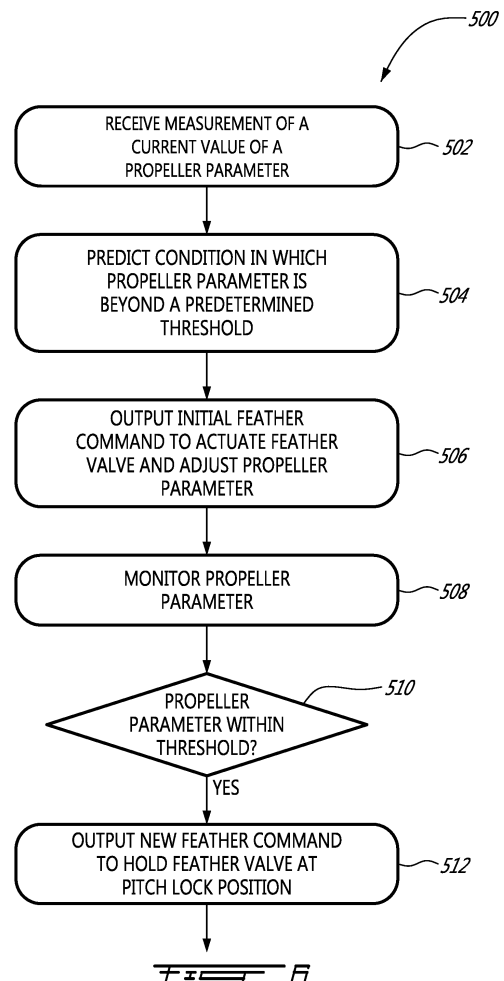 500
RECEIVE MEASUREMENT OF A
CURRENT VALUE OF A
PROPELLER PARAMETER
502
PREDICT CONDITION IN WHICH
PROPELLER PARAMETER IS
BEYOND A PREDETERMINED
THRESHOLD
504
OUTPUT INITIAL FEATHER
COMMAND TO ACTUATE FEATHER
VALVE AND ADJUST PROPELLER
PARAMETER
506
MONITOR PROPELLER
PARAMETER
508
PROPELLER
PARAMETER WITHIN
THRESHOLD?
510
YES
OUTPUT NEW FEATHER COMMAND
TO HOLD FEATHER VALVE AT
PITCH LOCK POSITION
512